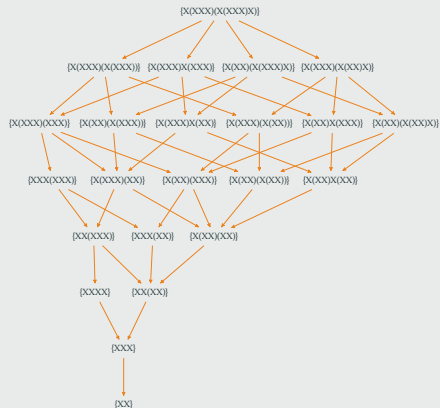 {X(XXX)(X(XXX)X)}
{X(XXX)(X(XXX))} {X(XXX)X(XXX)} {X(XX)(X(XXX)X)} {X(XXX)(X(XX)X)}
{X(XXX)(XXX)} {X(XX)(X(XXX))} {X(XXX)X(XX)} {X(XXX)(X(XX))} {X(XX)X(XXX)} {X(XX)(X(XX)X)}
{XXX(XXX)} {X(XXX)(XX)} {X(XX)(XXX)} {X(XX)(X(XX))} {X(XX)X(XX)}
{XX(XXX)} {XXX(XX)} {X(XX)(XX)}
{XXXX} {XX(XX)}
{XXX}
{XX}